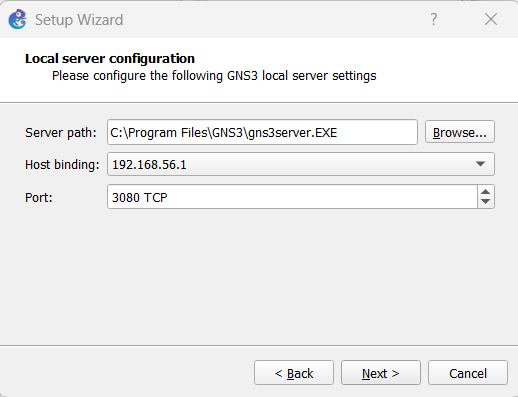 Setup Wizard
?
Local server configuration
Please configure the following GNS3 local server settings
Server path: C:\Program Files\GNS3\gns3server.EXE Browse...
Host binding: 192.168.56.1
Port: 3080 TCP
< Back Next > Cancel